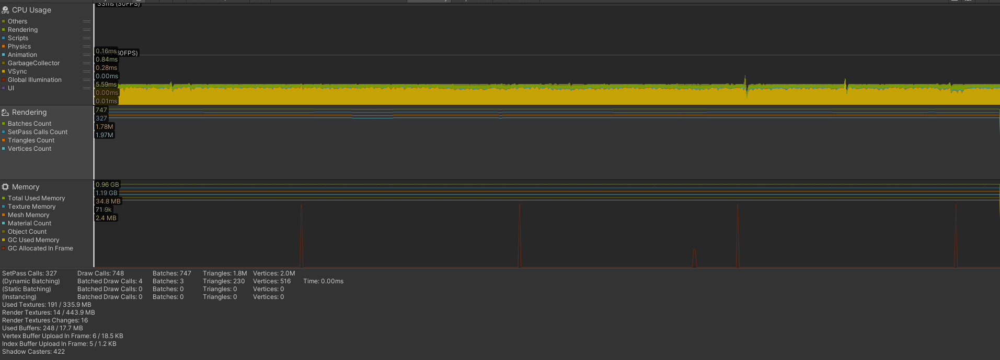 33ms (30FPS)
CPU Usage
Others
Rendering
Scripts
Physics
Animation
GarbageCollector
VSync
Global Illumination
UI
0.16ms
60FPS)
0.84ms
0.28ms
0.00ms
5.59ms
0.00ms
0.01ms
Rendering
Batches Count
SetPass Calls Count
Triangles Count
Vertices Count
747
327
1.78M
1.97M
Memory
Total Used Memory
Texture Memory
Mesh Memory
Material Count
Object Count
GC Used Memory
GC Allocated In Frame
0.96 GB
1.19 GB
34.8 MB
2.4 MB
SetPass Calls: 327 Draw Calls: 748 Batches: 747 Triangles: 1.8M Vertices: 2.0M
(Dynamic Batching) Batched Draw Calls: 4 Batches: 3 Triangles: 230 Vertices: 516 Time: 0.00ms
(Static Batching) Batched Draw Calls: 0 Batches: 0 Triangles: 0 Vertices: 0
(Instancing) Batched Draw Calls: 0 Batches: 0 Triangles: 0 Vertices: 0
Used Textures: 191 / 335.9 MB
Render Textures: 14 / 443.9 MB
Render Textures Changes: 16
Used Buffers: 248 / 17.7 MB
Vertex Buffer Upload In Frame: 6 / 18.5 KB
Index Buffer Upload In Frame: 5 / 1.2 KB
Shadow Casters: 422